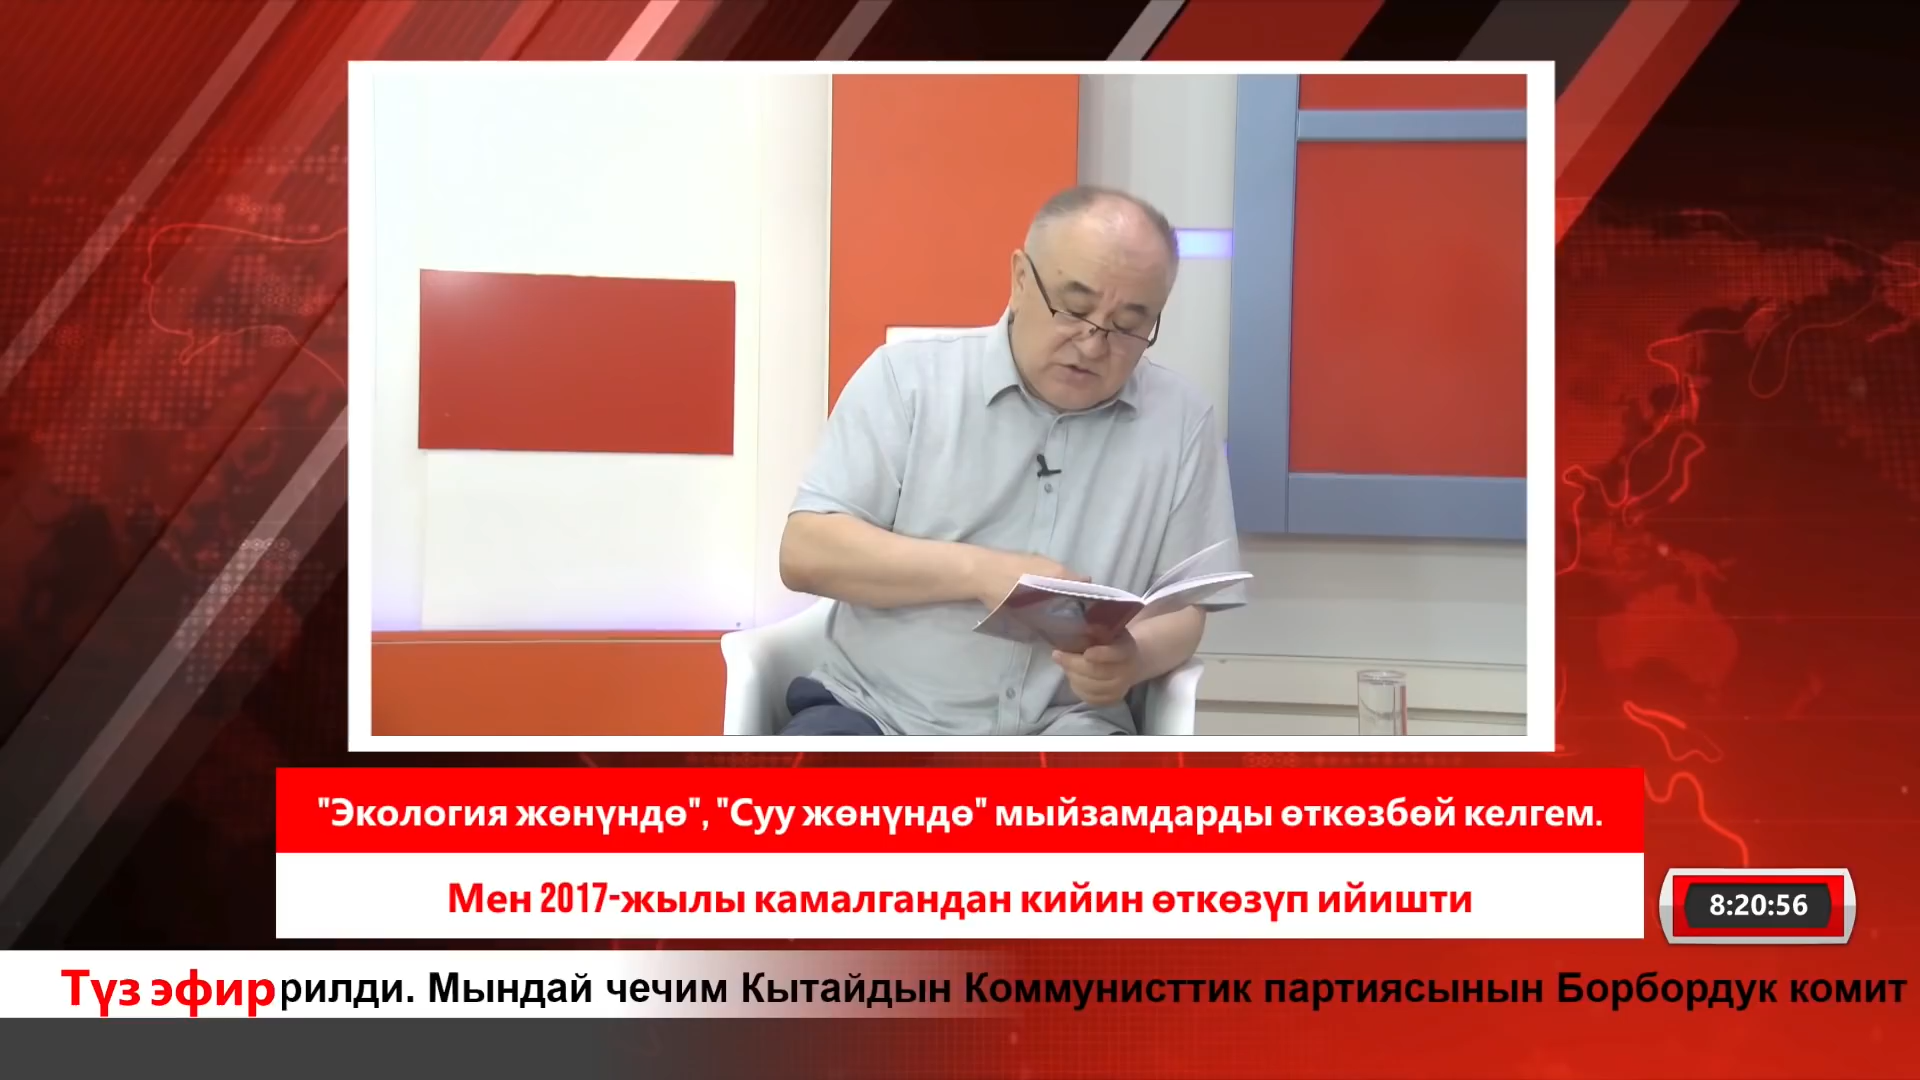 "Экология жөнүндө", "Суу жөнүндө" мыйзамдарды өткөзбөй келгем.
Мен 2017-жылы камалгандан кийин өткөзүп ийишти
8:20:56
Түз эфир
рилди. Мындай чечим Кытайдын Коммунисттик партиясынын Борбордук комит